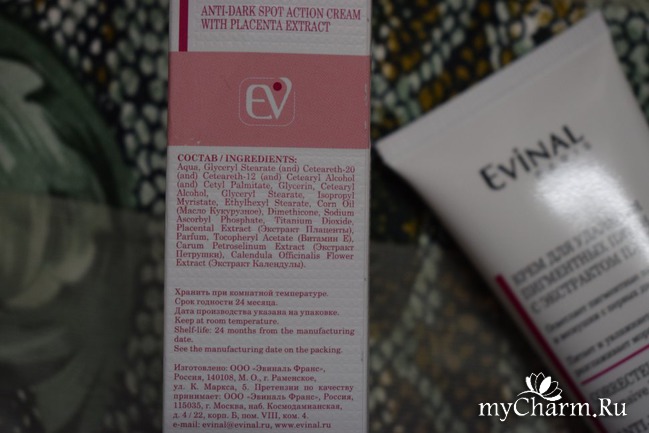 ANTI-DARK SPOT ACTION CREAM
WITH PLACENTA EXTRACT
EV
СОСТАВ / INGREDIENTS:
Aqua, Glyceryl Stearate (and) Ceteareth-20
(and) Ceteareth-12 (and) Cetearyl Alcohol
(and) Cetyl Palmitate, Glycerin, Cetearyl
Alcohol, Glyceryl Stearate, Isopropyl
Myristate, Ethylhexyl Stearate, Corn Oil
(Масло Кукурузное), Dimethicone, Sodium
Ascorbyl Phosphate, Titanium Dioxide,
Placental Extract (Экстракт Плаценты),
Parfum, Tocopheryl Acetate (Витамин Е),
Carum Petroselinum Extract (Экстракт
Петрушки), Calendula Officinalis Flower
Extract (Экстракт Календулы).
Хранить при комнатной температуре.
Срок годности 24 месяца.
Дата производства указана на упаковке.
Keep at room temperature.
Shelf-life: 24 months from the manufacturing
date.
See the manufacturing date on the packing.
Изготовлено: ООО «Эвиналь Франс»,
Россия, 140108, М. О., г. Раменское,
ул. К. Маркса, 5. Претензии по качеству
принимает: ООО «Эвиналь Франс», Россия,
115035, г. Москва, наб. Космодамианская,
д. 4 / 22, корп. Б, пом. VIII, ком. 4.
e-mail: evinal@evinal.ru, www.evinal.ru
EVINAL
PARIS
КРЕМ ДЛЯ УДАЛЕНИЯ
ПИГМЕНТНЫХ
С ЭКСТРАКТОМ
myCharm.Ru